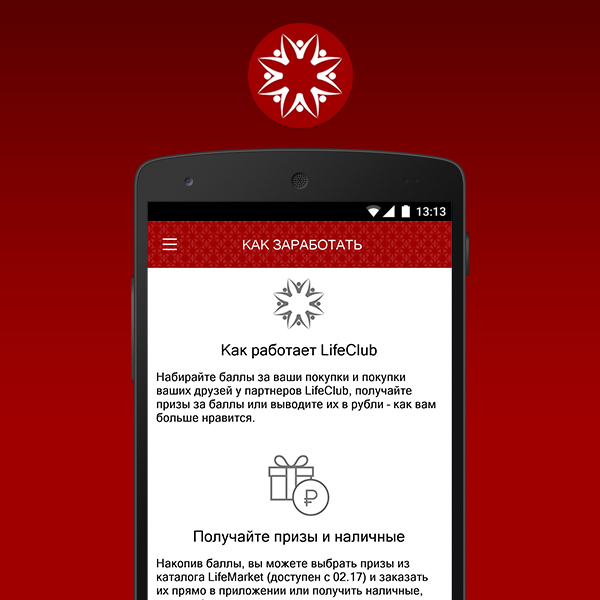 13:13
КАК ЗАРАБОТАТЬ
Как работает LifeClub
Набирайте баллы за ваши покупки и покупки
ваших друзей у партнеров LifeClub, получайте
призы за баллы или выводите их в рубли - как вам
больше нравится.
₽
Получайте призы и наличные
Накопив баллы, вы можете выбрать призы из
каталога LifeMarket (доступен с 02.17) и заказать
их прямо в приложении или получить наличные,